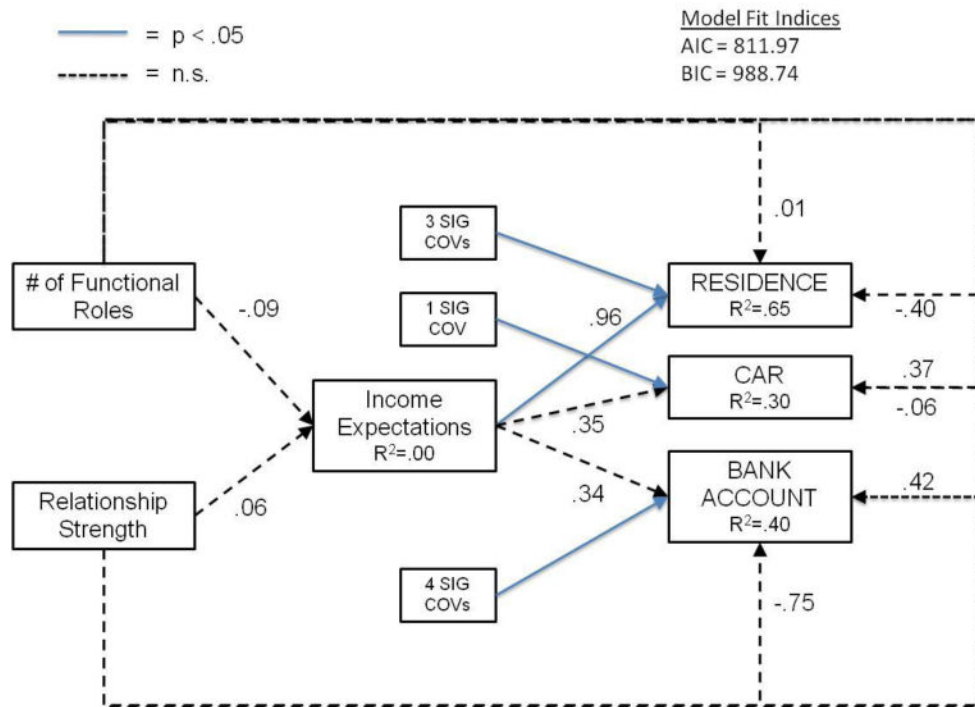 = p < .05
= n.s.
Model Fit Indices
AIC = 811.97
BIC = 988.74
.01
3 SIG
COVs
# of Functional
Roles
RESIDENCE
R²=.65
-.09
1 SIG
COV
.96
-.40
Income
Expectations
R²=.00
CAR
R²=.30
.37
-.06
.35
Relationship
Strength
.06
.34
BANK
ACCOUNT
R²=.40
.42
4 SIG
COVs
-.75